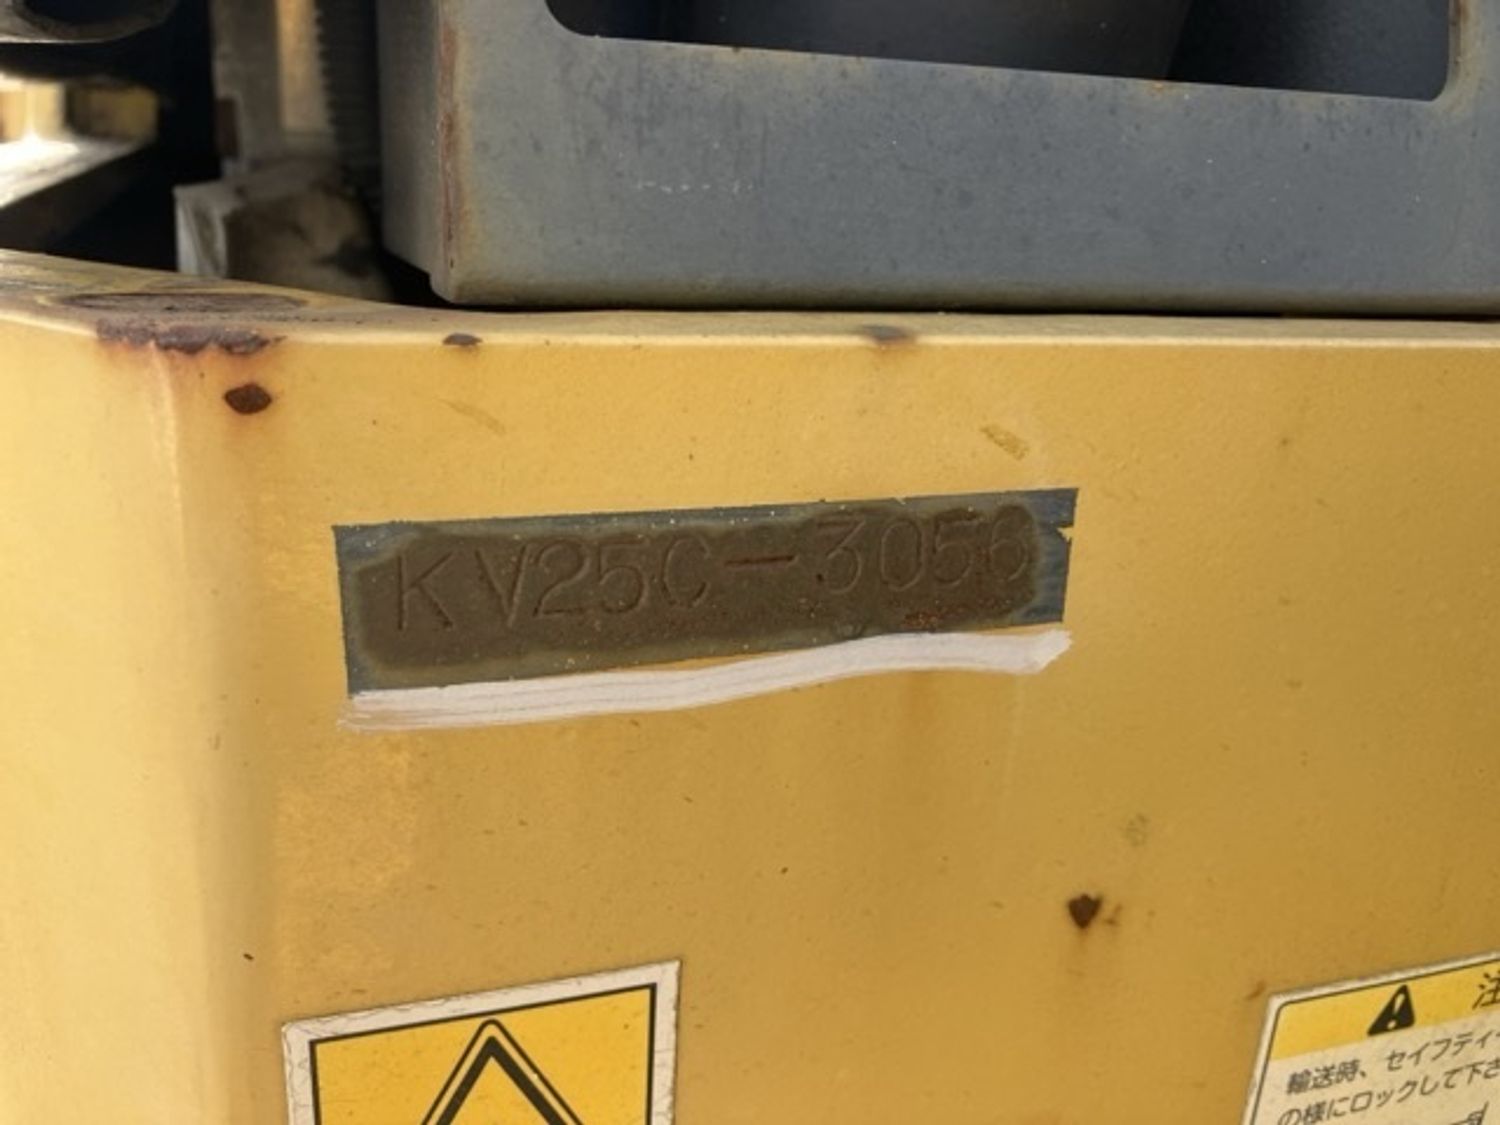 KV25C-3056
注
輸送時、セイフティ
の様にロックして下さ